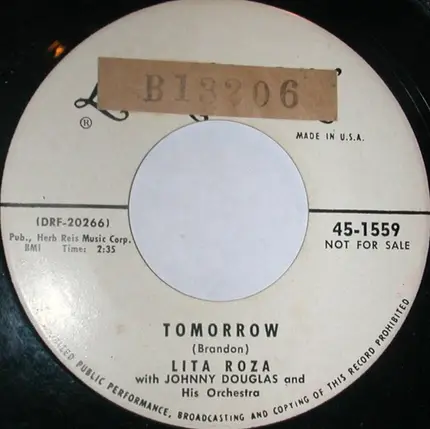 B13206
®
MADE IN U.S.A.
(DRF-20266)
Pub., Herb Reis Music Corp.
BMI Time: 2:35
45-1559
NOT FOR SALE
TOMORROW
(Brandon)
LITA ROZA
with JOHNNY DOUGLAS and
His Orchestra
PUBLIC PERFORMANCE, BROADCASTING AND COPYING OF THIS RECORD PROHIBITED